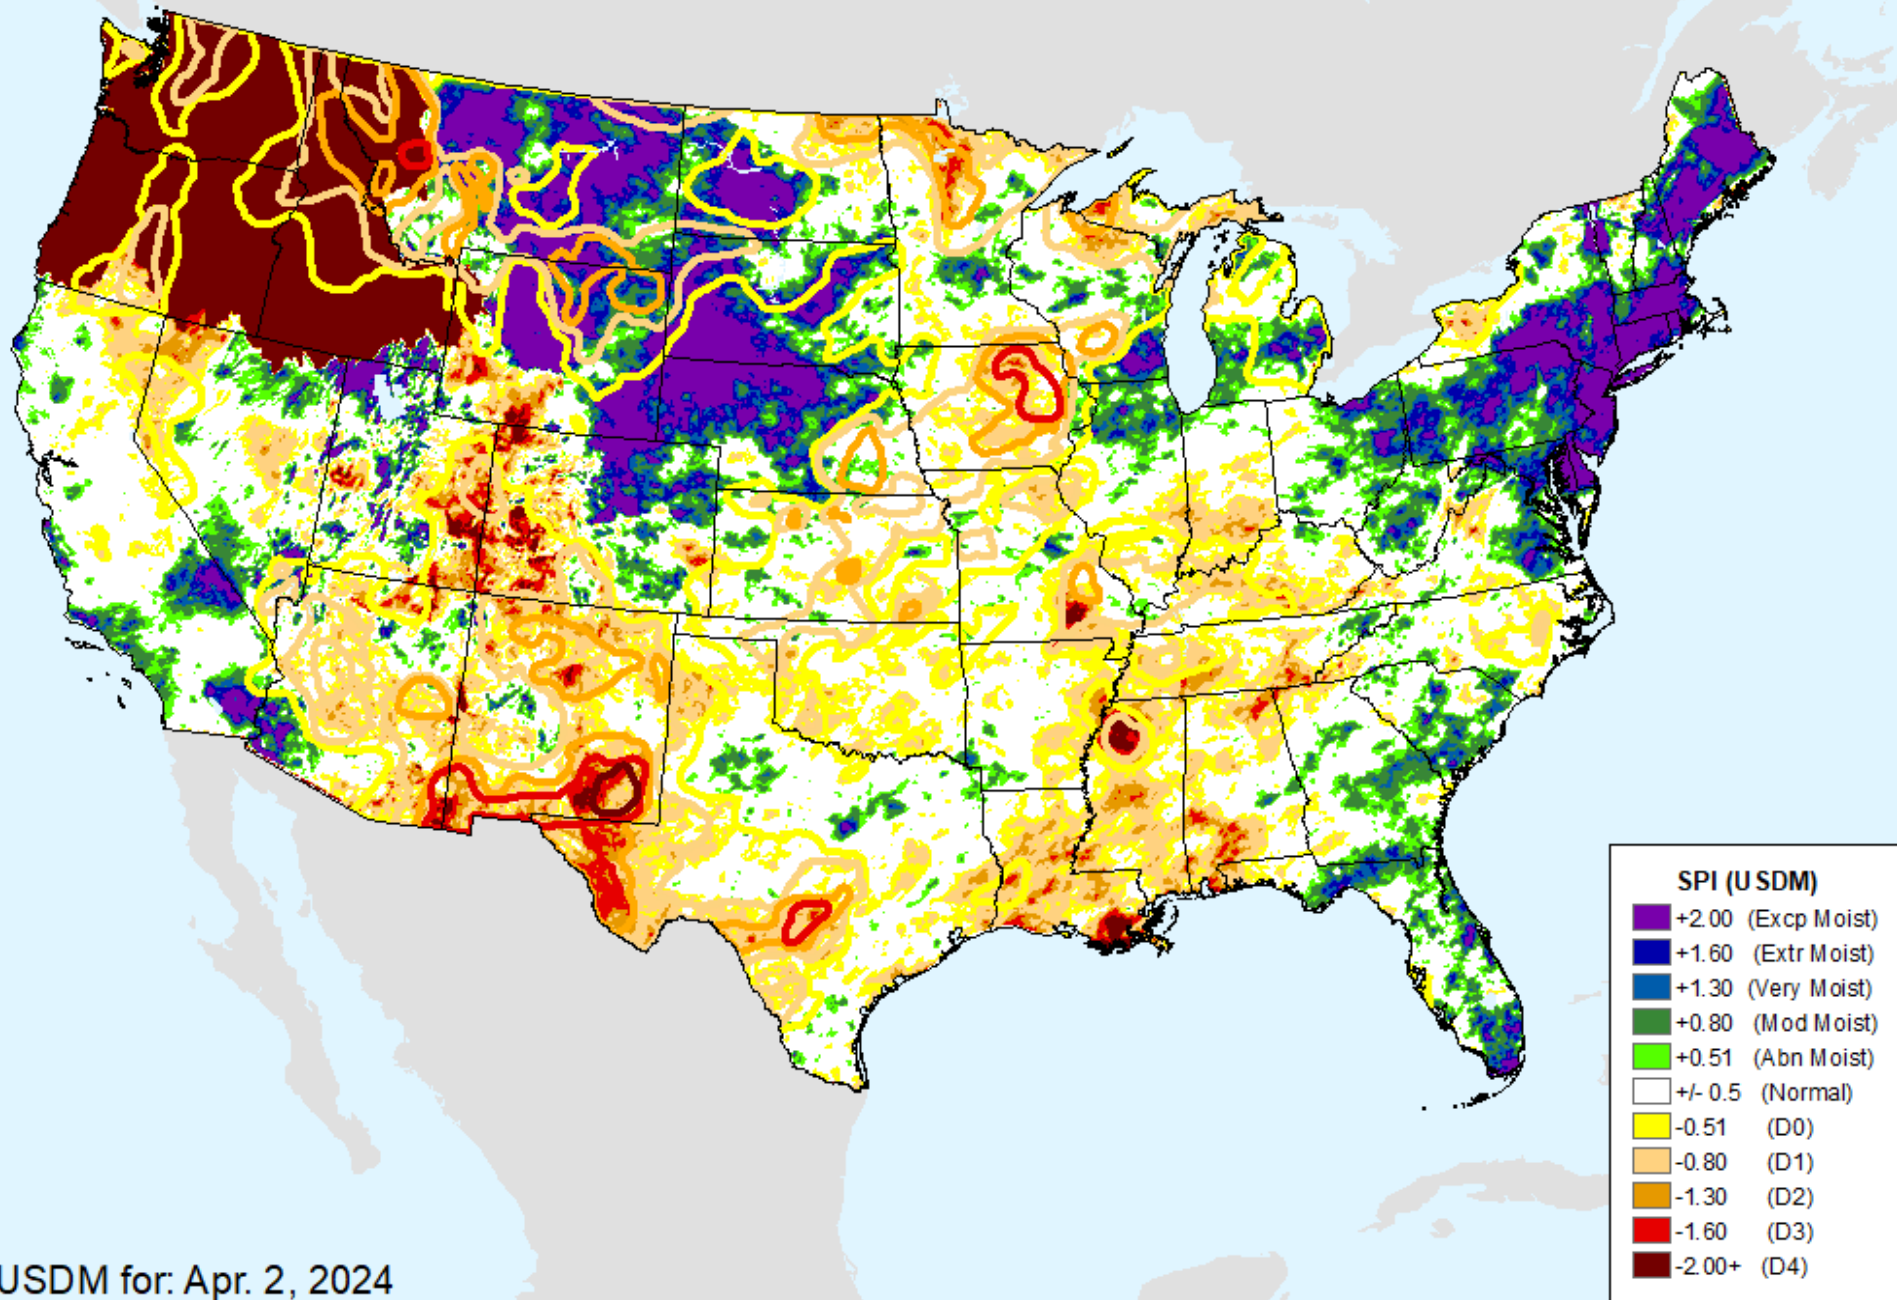 SPI (USDM)
+2.00 (Excp Moist)
+1.60 (Extr Moist)
+1.30 (Very Moist)
+0.80 (Mod Moist)
+0.51 (Abn Moist)
+/- 0.5 (Normal)
-0.51 (D0)
-0.80 (D1)
-1.30 (D2)
-1.60 (D3)
-2.00+ (D4)
USDM for: Apr. 2, 2024